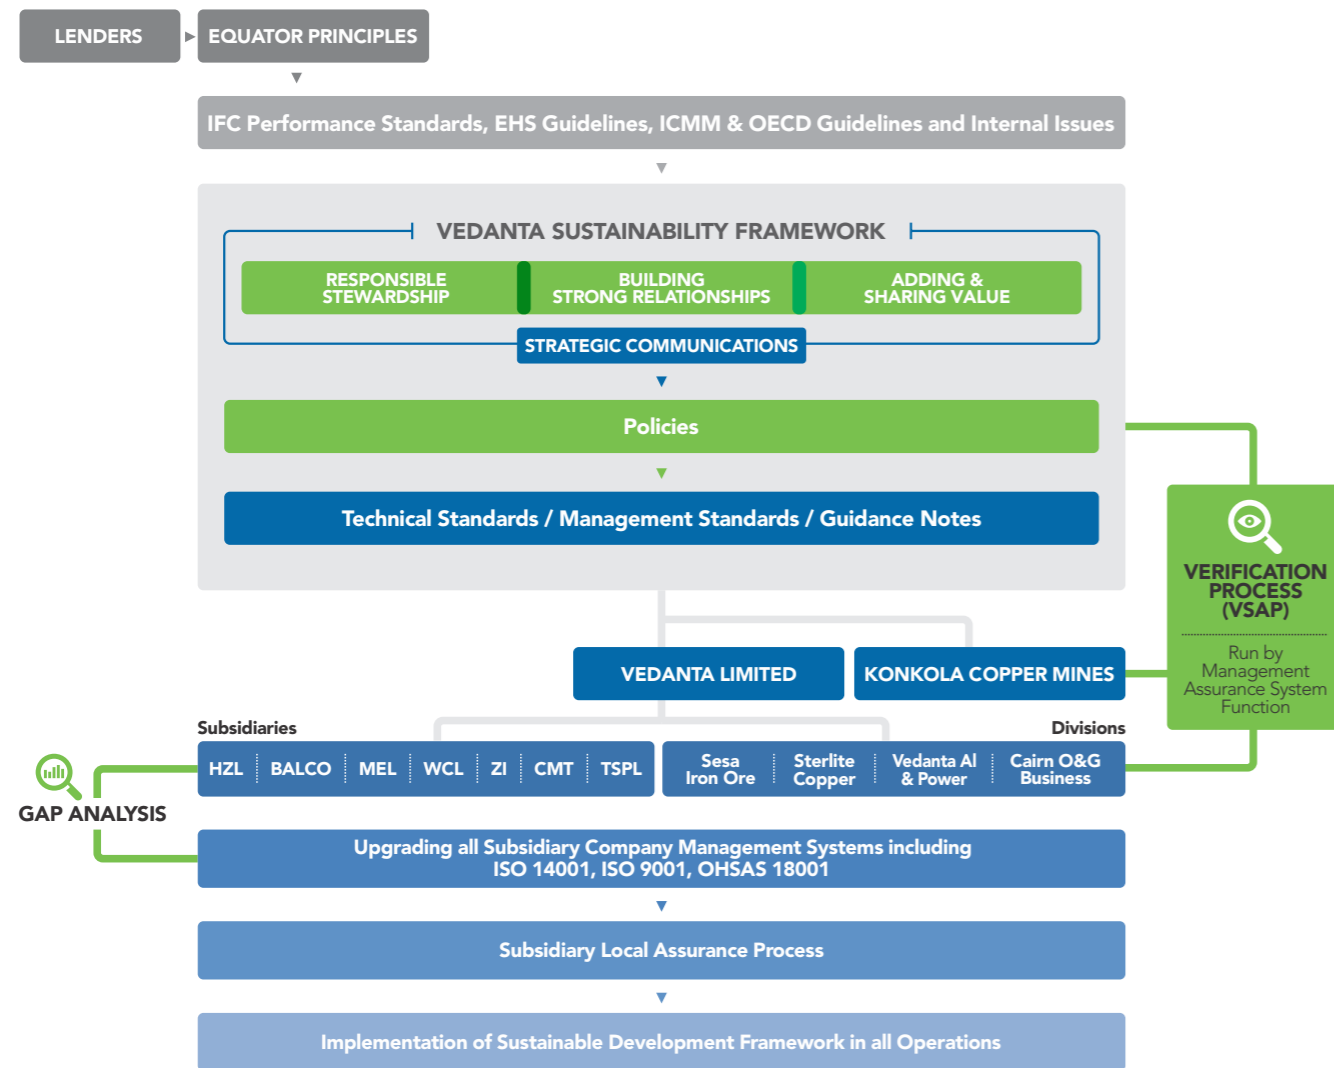 LENDERS
EQUATOR PRINCIPLES
IFC Performance Standards, EHS Guidelines, ICMM & OECD Guidelines and Internal Issues
VEDANTA SUSTAINABILITY FRAMEWORK
RESPONSIBLE
STEWARDSHIP
BUILDING
STRONG RELATIONSHIPS
ADDING &
SHARING VALUE
STRATEGIC COMMUNICATIONS
Policies
Technical Standards / Management Standards / Guidance Notes
VERIFICATION
PROCESS
(VSAP)
Run by
Management
Assurance System
Function
VEDANTA LIMITED
KONKOLA COPPER MINES
Subsidiaries
Divisions
HZL
BALCO
MEL
WCL
ZI
CMT
TSPL
Sesa
Iron Ore
Sterlite
Copper
Vedanta Al
& Power
Cairn O&G
Business
GAP ANALYSIS
Upgrading all Subsidiary Company Management Systems including
ISO 14001, ISO 9001, OHSAS 18001
Subsidiary Local Assurance Process
Implementation of Sustainable Development Framework in all Operations